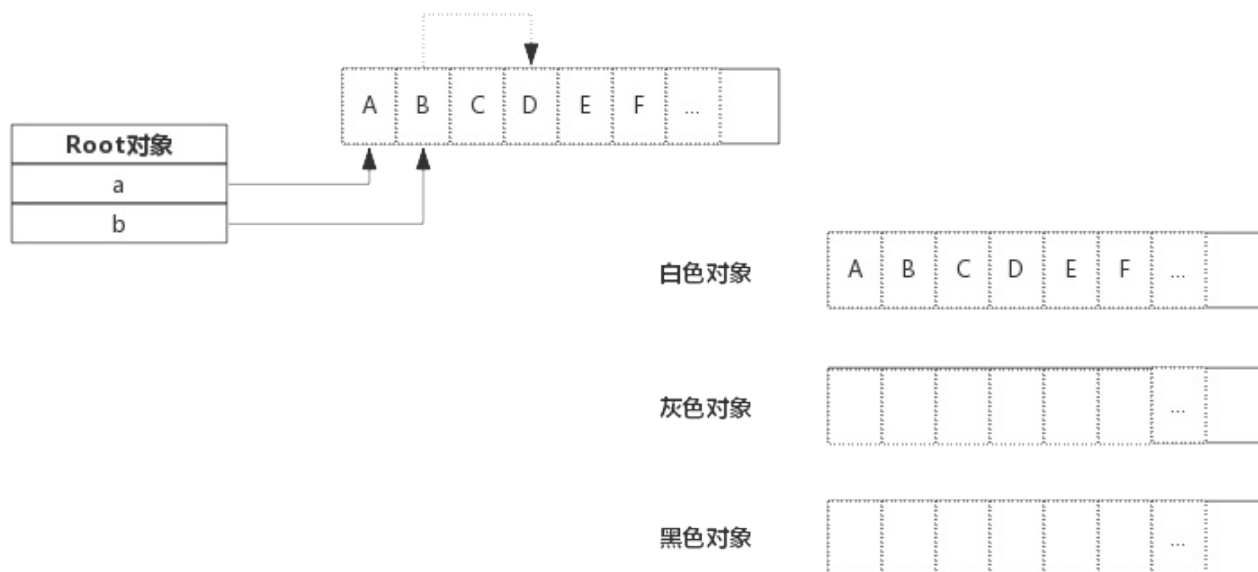 A B C D E F ...
Root对象
a
b
白色对象 A B C D E F ...
灰色对象 ...
黑色对象 ...